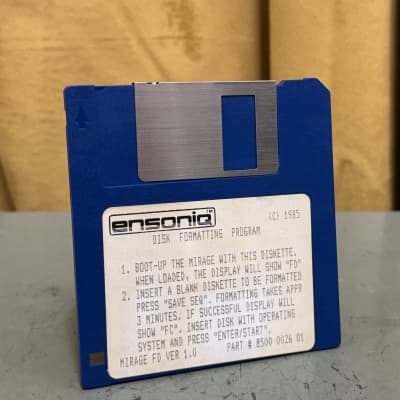 ensoniq™
(C) 1985
DISK FORMATTING PROGRAM
1. BOOT-UP THE MIRAGE WITH THIS DISKETTE.
WHEN LOADED, THE DISPLAY WILL SHOW "FD"
2. INSERT A BLANK DISKETTE TO BE FORMATTED
PRESS "SAVE SEQ". FORMATTING TAKES APPR
3 MINUTES. IF SUCCESSFUL DISPLAY WILL
SHOW "FC". INSERT DISK WITH OPERATING
SYSTEM AND PRESS "ENTER/START".
MIRAGE FD VER 1.0 PART # 8500 0026 01